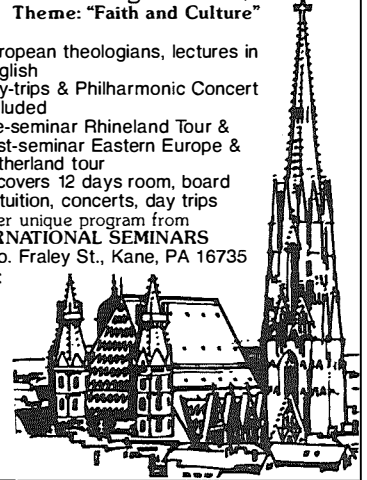 Theme: “Faith and Culture”
ropean theologians, lectures in
glish
y-trips & Philharmonic Concert
cluded
e-seminar Rhineland Tour &
st-seminar Eastern Europe &
therland tour
covers 12 days room, board
tuition, concerts, day trips
er unique program from
RNATIONAL SEMINARS
o. Fraley St., Kane, PA 16735
: